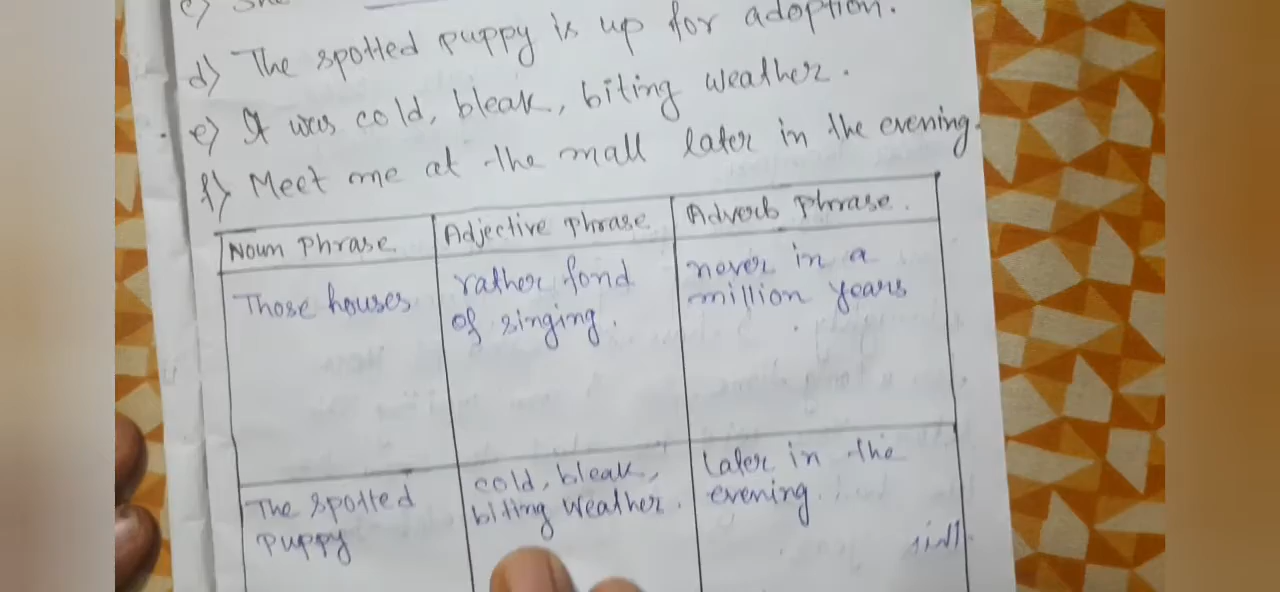 c) She
d) The spotted puppy is up for adoption.
e) It was cold, bleak, biting weather.
f) Meet me at the mall later in the evening.
Noun Phrase
Adjective phrase
Adverb phrase.
Those houses
rather fond
of singing.
never in a
million years
The spotted
puppy
cold, bleak,
biting weather.
later in the
evening.